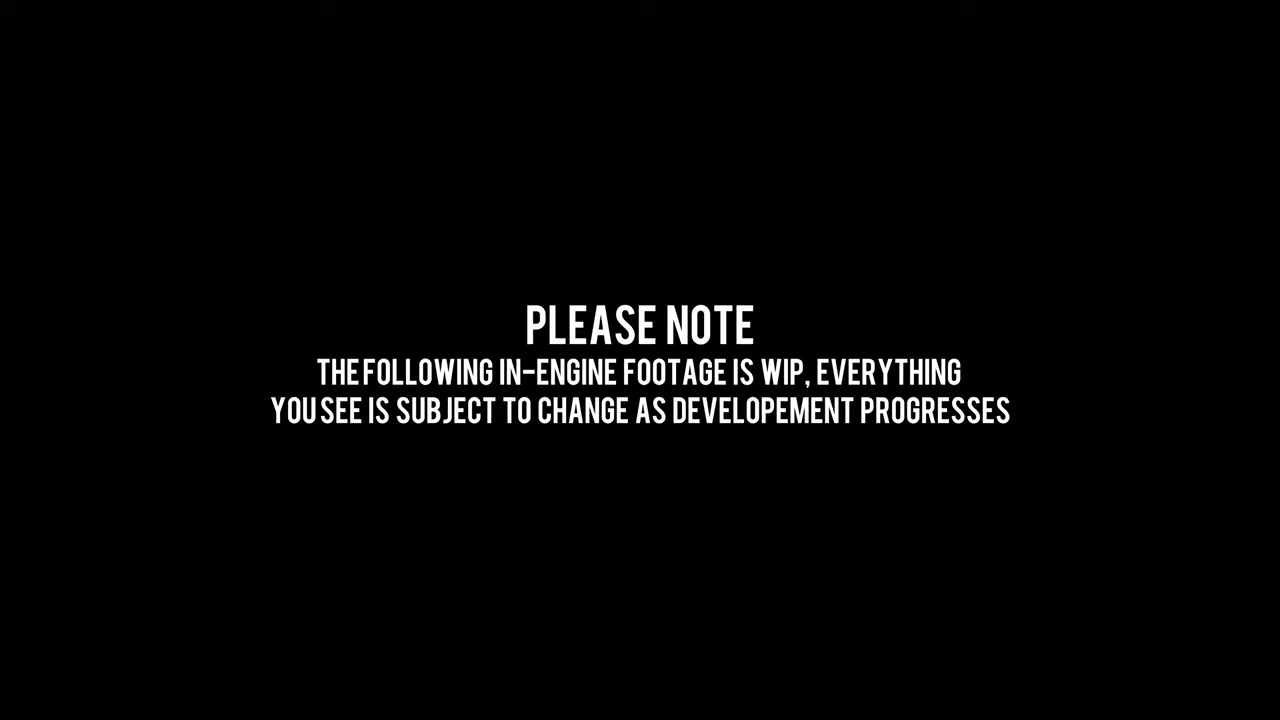 PLEASE NOTE
THE FOLLOWING IN-ENGINE FOOTAGE IS WIP, EVERYTHING
YOU SEE IS SUBJECT TO CHANGE AS DEVELOPEMENT PROGRESSES